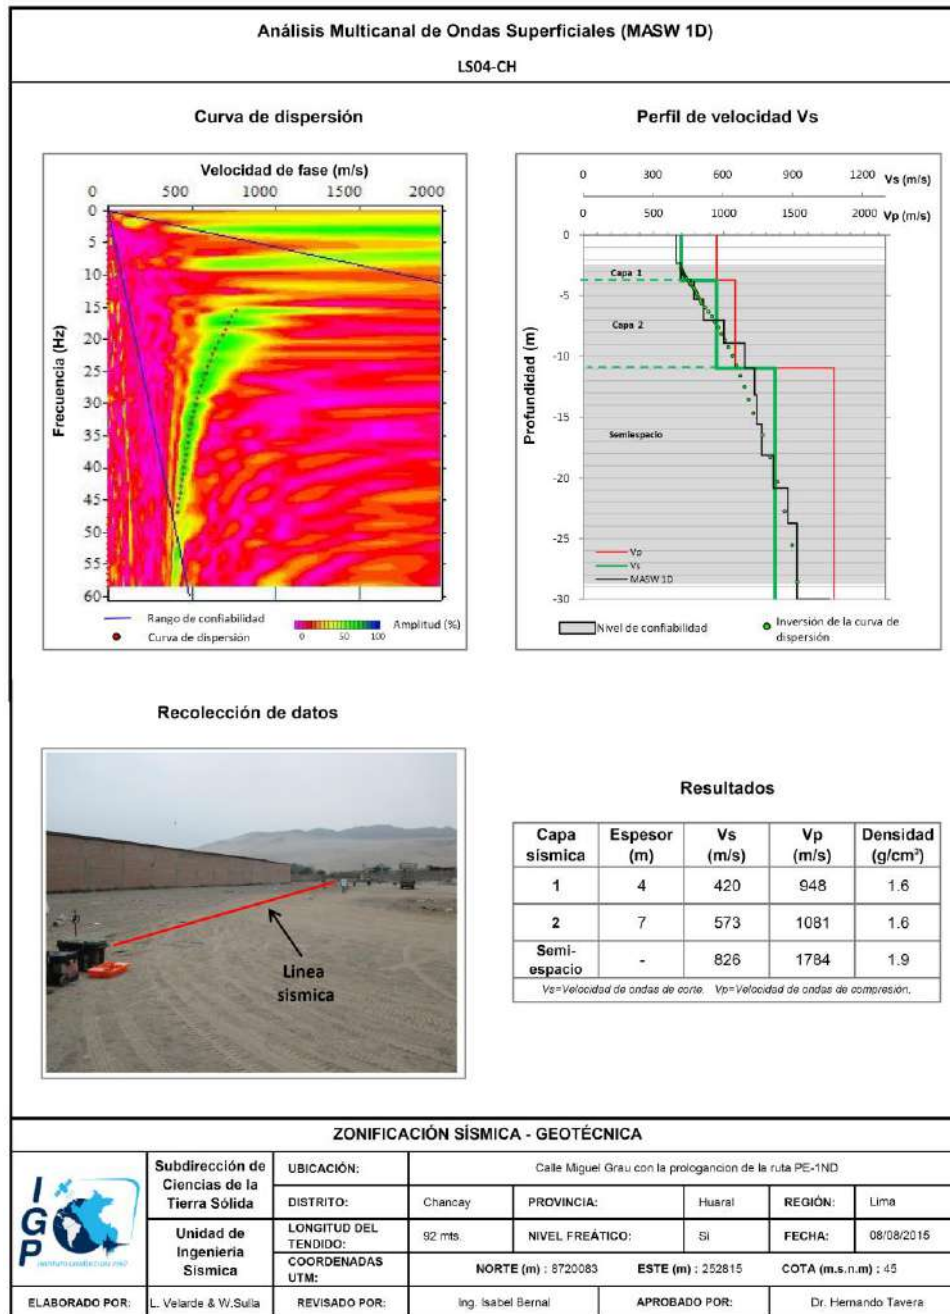 Análisis Multicanal de Ondas Superficiales (MASW 1D)
LS04-CH
Curva de dispersión
Velocidad de fase (m/s)
0 500 1000 1500 2000
Frecuencia (Hz)
0
5
10
15
20
25
30
35
40
45
50
55
60
Rango de confiabilidad
Curva de dispersión
0 50 100
Amplitud (%)
Perfil de velocidad Vs
0 300 600 900 1200 Vs (m/s)
0 500 1000 1500 2000 Vp (m/s)
Profundidad (m)
0
-5
-10
-15
-20
-25
-30
Capa 1
Capa 2
Semiespacio
Vp
Vs
MASW 1D
Nivel de confiabilidad
Inversión de la curva de
dispersión
Recolección de datos
Linea
sismica
Resultados
Capa sísmica Espesor (m) Vs (m/s) Vp (m/s) Densidad (g/cm³)
1 4 420 948 1.6
2 7 573 1081 1.6
Semi-espacio - 826 1784 1.9
Vs=Velocidad de ondas de corte. Vp=Velocidad de ondas de compresión.
ZONIFICACIÓN SÍSMICA - GEOTÉCNICA
IGP
Subdirección de
Ciencias de la
Tierra Sólida
Unidad de
Ingenieria
Sísmica
UBICACIÓN: Calle Miguel Grau con la prologancion de la ruta PE-1ND
DISTRITO: Chancay PROVINCIA: Huaral REGIÓN: Lima
LONGITUD DEL TENDIDO: 92 mts. NIVEL FREÁTICO: Si FECHA: 08/08/2015
COORDENADAS UTM: NORTE (m) : 8720083 ESTE (m) : 252815 COTA (m.s.n.m) : 45
ELABORADO POR: L. Velarde & W.Sulla REVISADO POR: Ing. Isabel Bernal APROBADO POR: Dr. Hernando Tavera